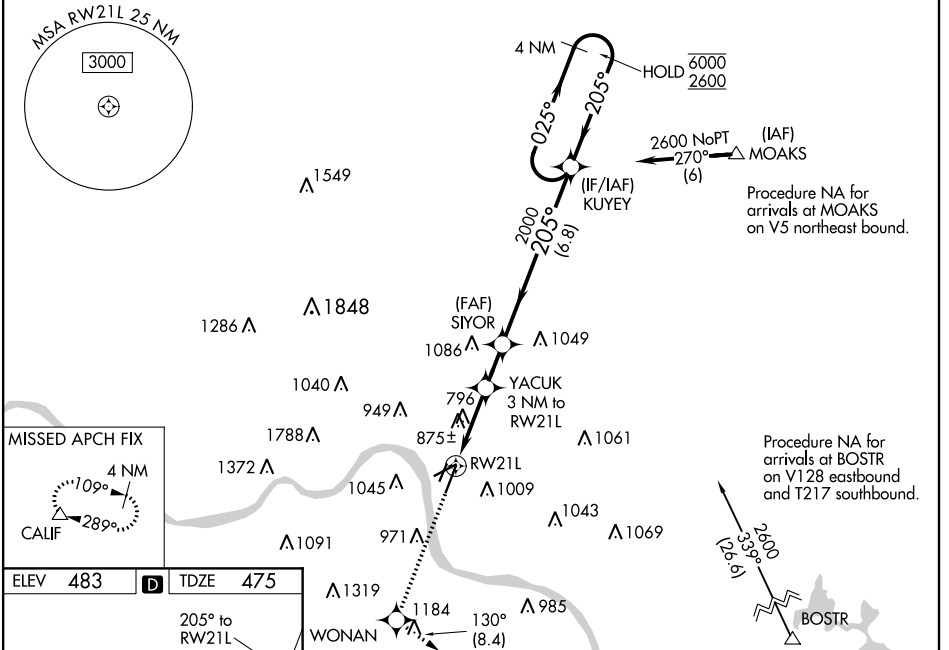 MSA RW21L 25 NM
3000
4 NM
HOLD
6000
2600
025°
205°
2600 NoPT
270°
(6)
(IAF)
MOAKS
(IF/IAF)
KUYEY
Procedure NA for
arrivals at MOAKS
on V5 northeast bound.
1549
2000
205°
(6.8)
1848
1286
(FAF)
SIYOR
1086
1049
1040
YACUK
3 NM to
RW21L
949
796
875±
1788
1061
MISSED APCH FIX
4 NM
109°
289°
CALIF
1372
RW21L
1045
1009
Procedure NA for
arrivals at BOSTR
on V128 eastbound
and T217 southbound.
1043
1069
1091
971
2600
339°
(26.6)
BOSTR
ELEV 483
D
TDZE 475
1319
1184
985
205° to
RW21L
WONAN
130°
(8.4)